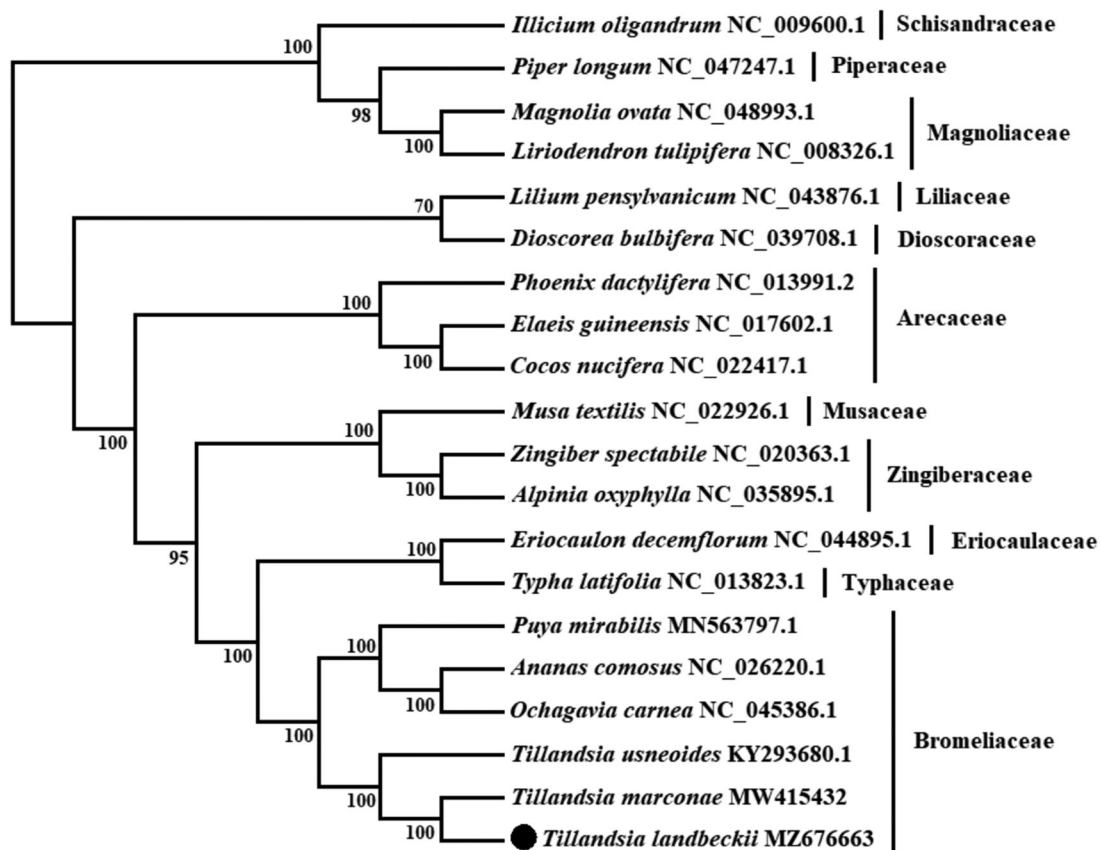 Illicium oligandrum NC_009600.1 Schisandraceae
100
Piper longum NC_047247.1 Piperaceae
98
Magnolia ovata NC_048993.1
Magnoliaceae
100
Liriodendron tulipifera NC_008326.1
Lilium pensylvanicum NC_043876.1 Liliaceae
70
Dioscorea bulbifera NC_039708.1 Dioscoraceae
Phoenix dactylifera NC_013991.2
100
Elaeis guineensis NC_017602.1 Arecaceae
100
Cocos nucifera NC_022417.1
Musa textilis NC_022926.1 Musaceae
100
100
Zingiber spectabile NC_020363.1
Zingiberaceae
100
Alpinia oxyphylla NC_035895.1
Eriocaulon decemflorum NC_044895.1 Eriocaulaceae
100
95
Typha latifolia NC_013823.1 Typhaceae
Puya mirabilis MN563797.1
100
100
Ananas comosus NC_026220.1
100
Ochagavia carnea NC_045386.1
100
Bromeliaceae
Tillandsia usneoides KY293680.1
100
Tillandsia marconae MW415432
100
Tillandsia landbeckii MZ676663